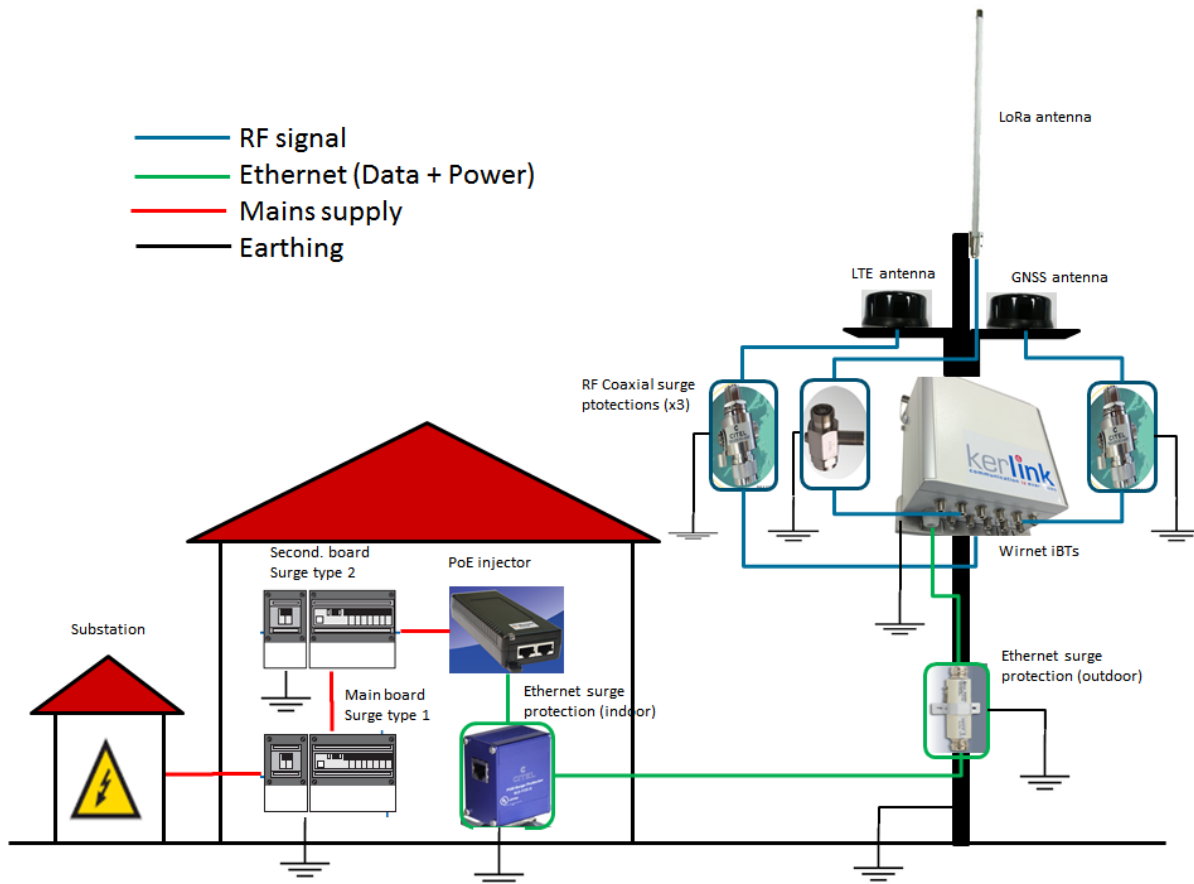 LoRa antenna
RF signal
Ethernet (Data + Power)
Mains supply
Earthing
LTE antenna
GNSS antenna
RF Coaxial surge
ptotections (x3)
CITEL
CITEL
kerlink
Wirnet iBTs
Second. board
Surge type 2
PoE injector
Substation
Ethernet surge
protection (outdoor)
Ethernet surge
protection (indoor)
Main board
Surge type 1
CITEL